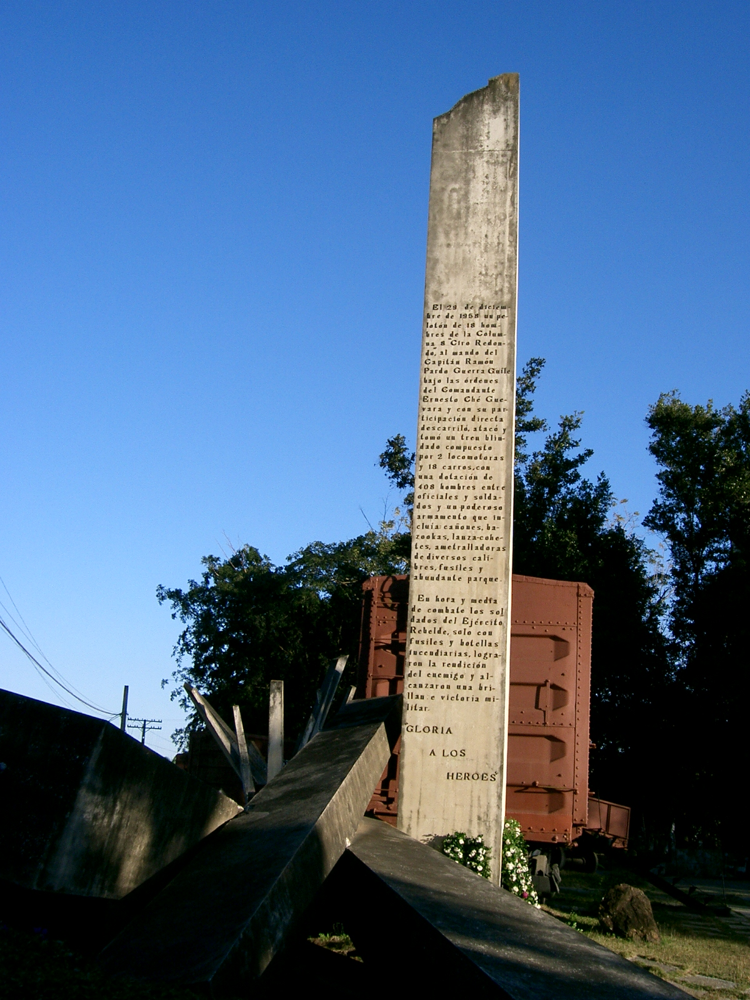 El 29 de diciem-
bre de 1958 un pe-
lotón de 18 hom-
bres de la Colum-
na 8 "Ciro Redon-
do", al mando del
Capitán Ramón
Pardo Guerra Guile
bajo las órdenes
del Comandante
Ernesto Ché Gue-
vara y con su par-
ticipación directa
descarriló, atacó y
tomó un tren blin-
dado compuesto
por 2 locomotoras
y 18 carros, con
una dotación de
408 hombres entre
oficiales y solda-
dos y un poderoso
armamento que in-
cluía: cañones, ba-
zookas, lanza-cohe-
tes, ametralladoras
de diversos calí-
bres, fusiles y
abundante parque.
En hora y media
de combate los sol
dados del Ejército
Rebelde, solo con
fusiles y botellas
incendiarias, logra-
ron la rendición
del enemigo y al-
canzaron una bri-
llan e victoria mi-
litar.
"GLORIA
A LOS
HEROES"